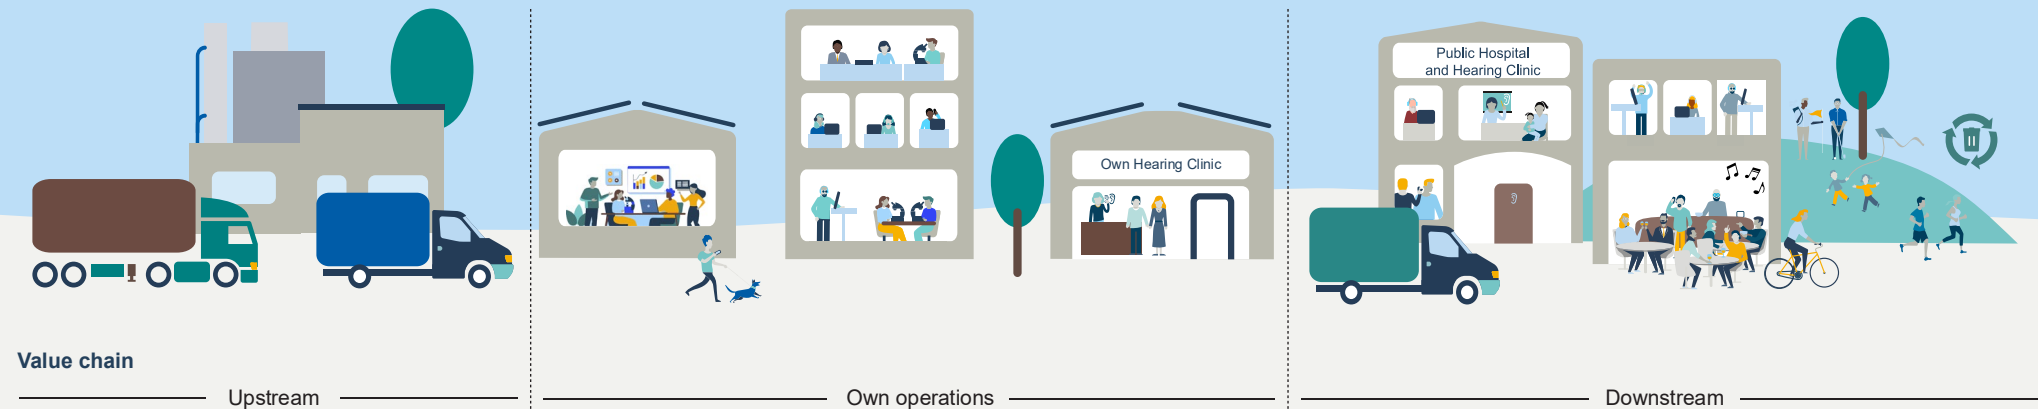 Own Hearing Clinic
Public Hospital
and Hearing Clinic
Value chain
Upstream
Own operations
Downstream